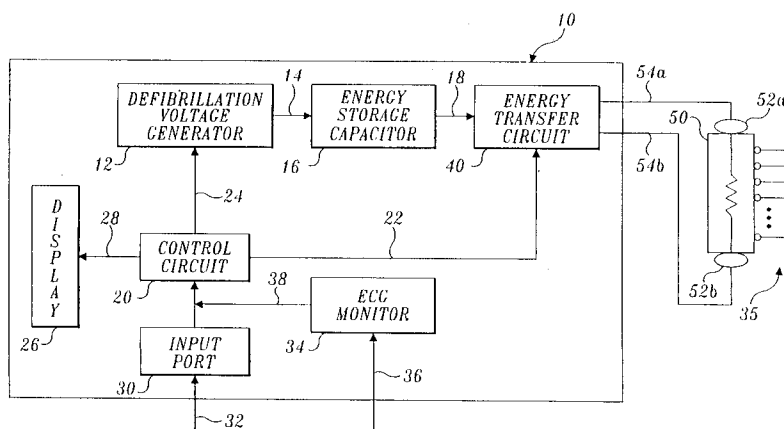 10
14
18
54a
52a
DEFIBRILLATION
VOLTAGE
GENERATOR
ENERGY
STORAGE
CAPACITOR
ENERGY
TRANSFER
CIRCUIT
50
12
16
40
54b
24
DISPLAY
28
22
CONTROL
CIRCUIT
20
38
ECG
MONITOR
52b
35
26
INPUT
PORT
34
30
36
32